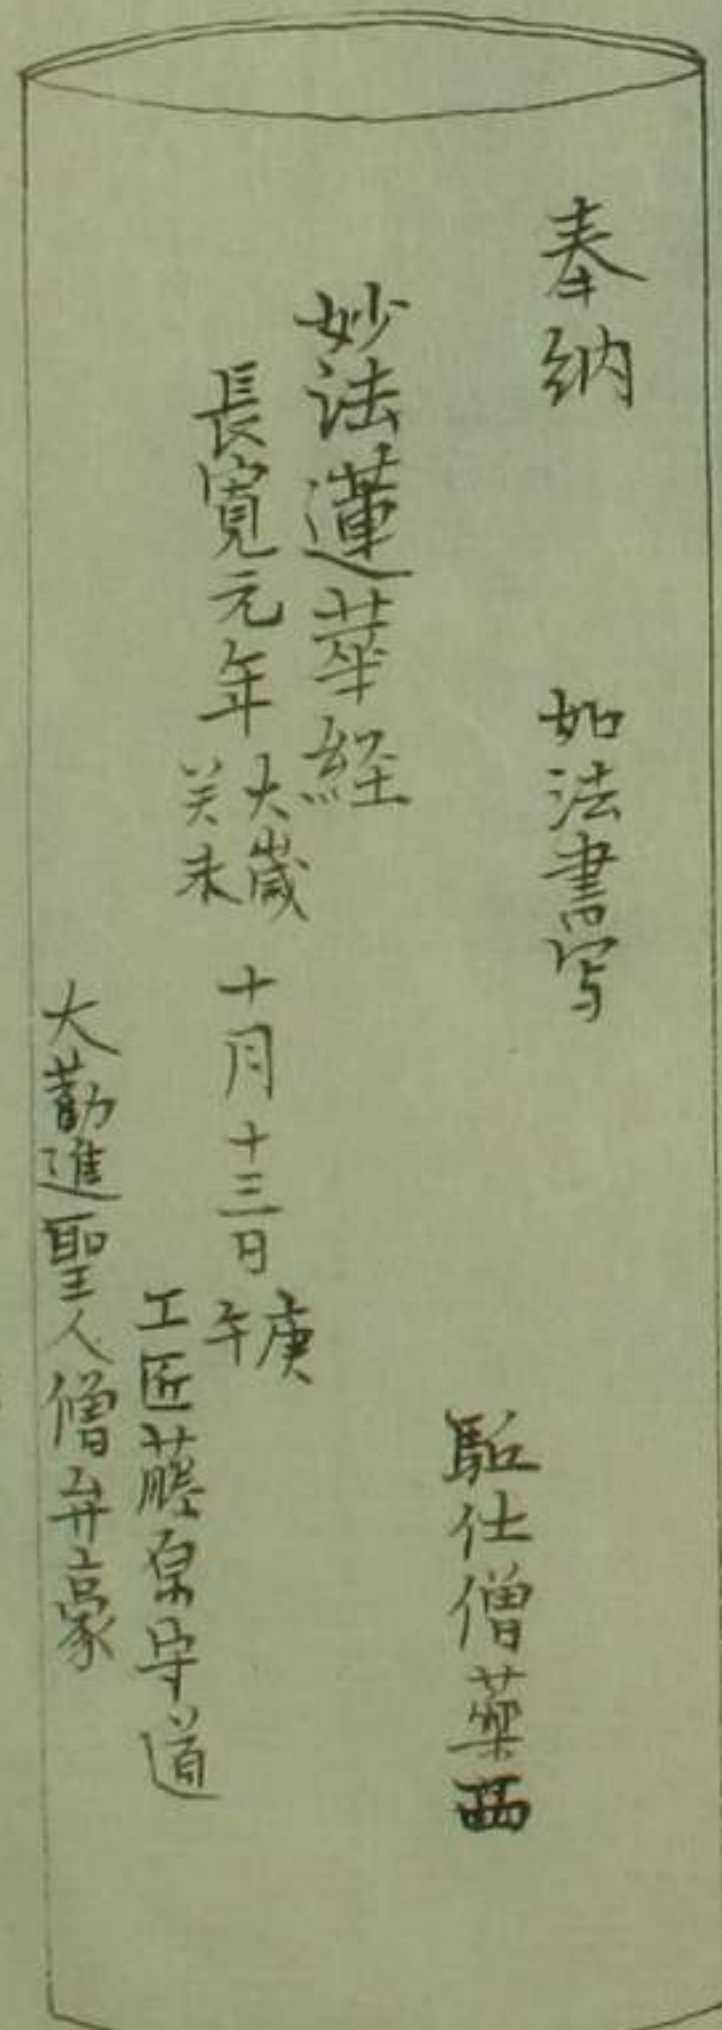 奉納　如法書写
駈仕僧薬西
妙法蓮華経
長寛元年大歳癸未十月十三日庚午
工匠藤原守道
大勧進聖人僧弁豪